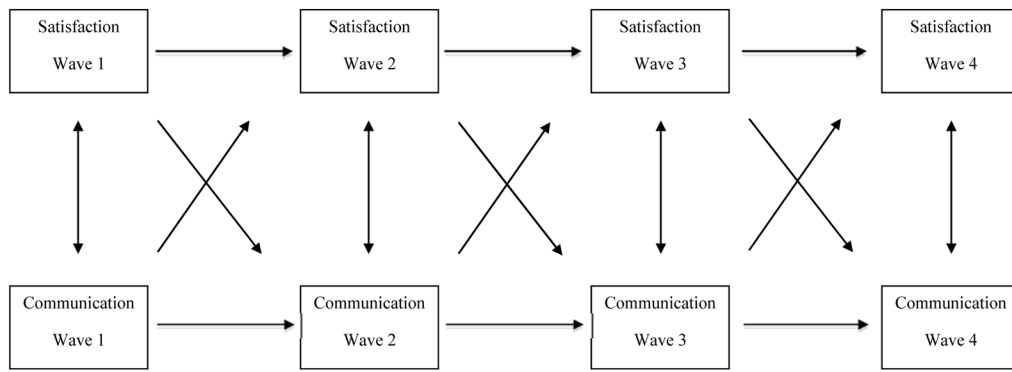 Satisfaction
Wave 1
Satisfaction
Wave 2
Satisfaction
Wave 3
Satisfaction
Wave 4
Communication
Wave 1
Communication
Wave 2
Communication
Wave 3
Communication
Wave 4